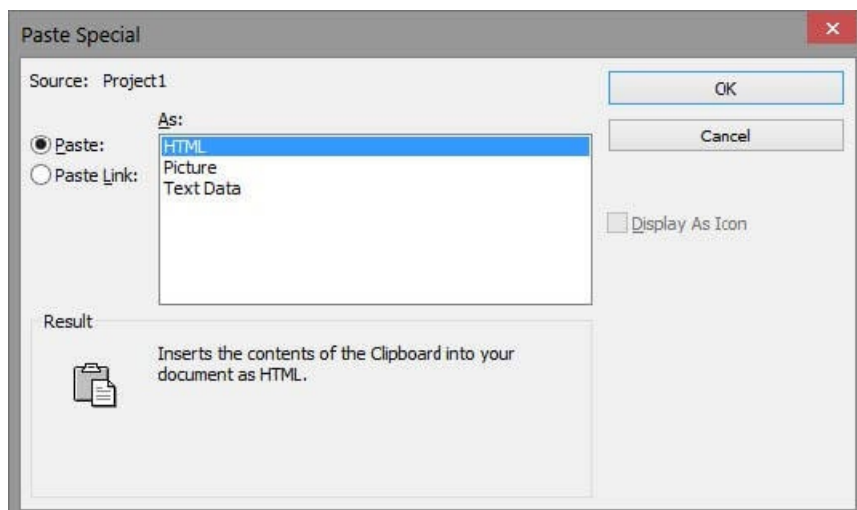 Paste Special
Source: Project1
As:
Paste:
Paste Link:
HTML
Picture
Text Data
OK
Cancel
Display As Icon
Result
Inserts the contents of the Clipboard into your
document as HTML.